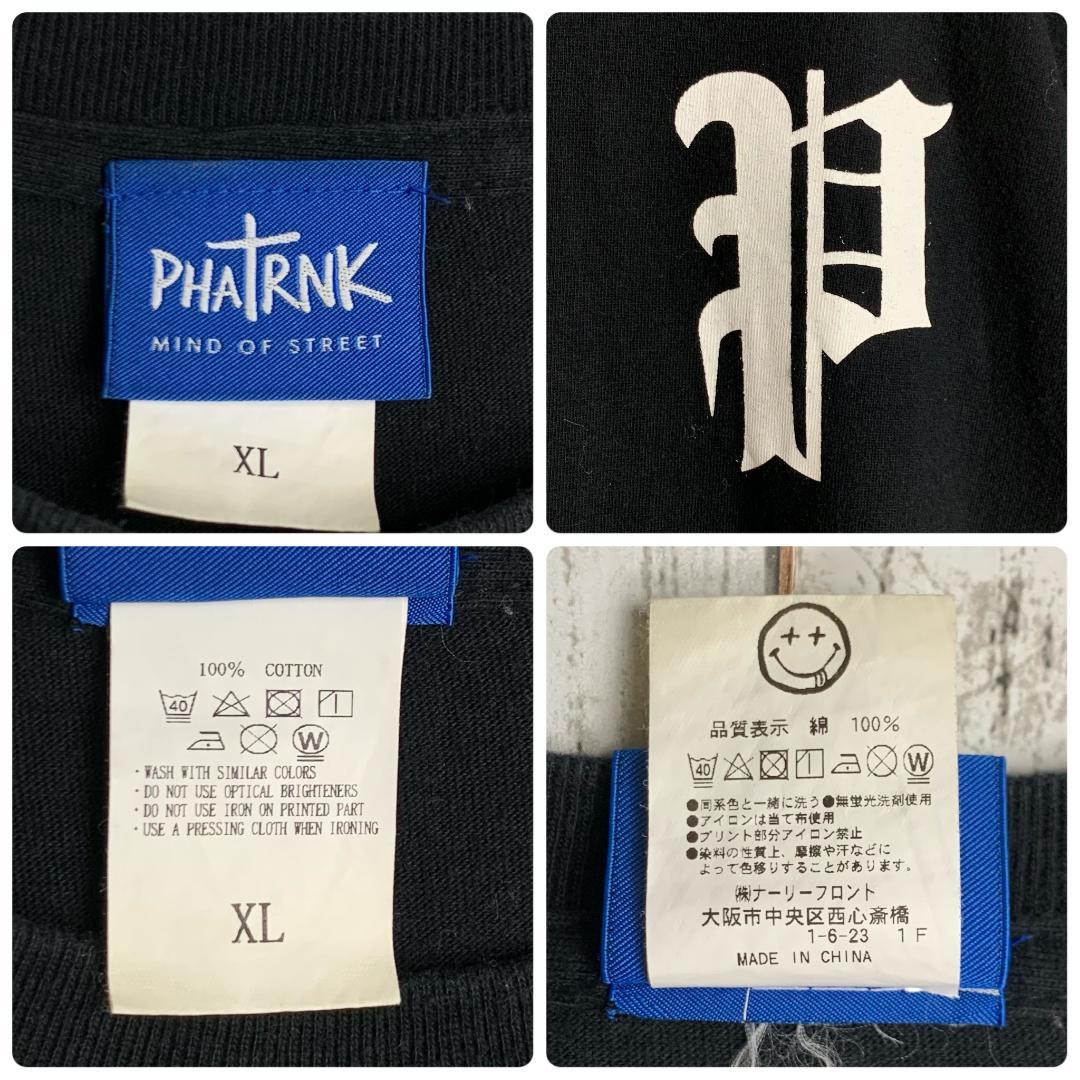 PHATRNK
MIND OF STREET
XL
P
100% COTTON
40
W
・WASH WITH SIMILAR COLORS
・DO NOT USE OPTICAL BRIGHTENERS
・DO NOT USE IRON ON PRINTED PART
・USE A PRESSING CLOTH WHEN IRONING
XL
品質表示 綿 100%
40 W
●同系色と一緒に洗う●無蛍光洗剤使用
●アイロンは当て布使用
●プリント部分アイロン禁止
●染料の性質上、摩擦や汗などに
よって色移りすることがあります。
㈱ナーリーフロント
大阪市中央区西心斎橋
1-6-23 1F
MADE IN CHINA